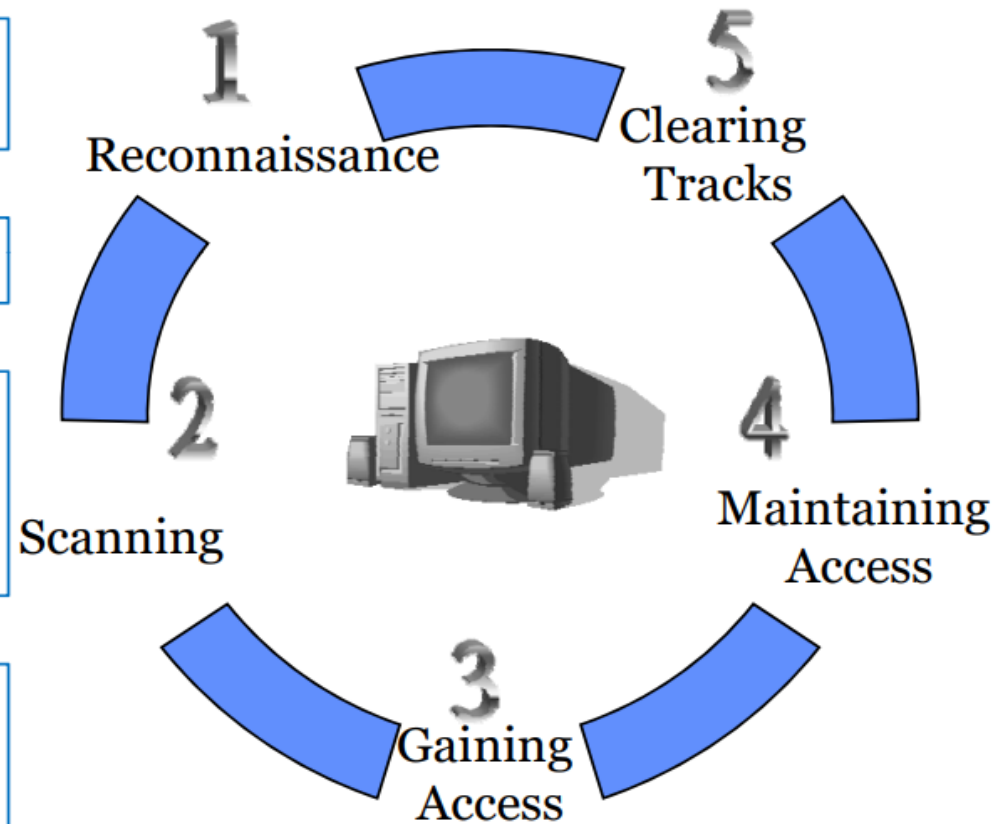 1
Reconnaissance
2
Scanning
3
Gaining
Access
4
Maintaining
Access
5
Clearing
Tracks